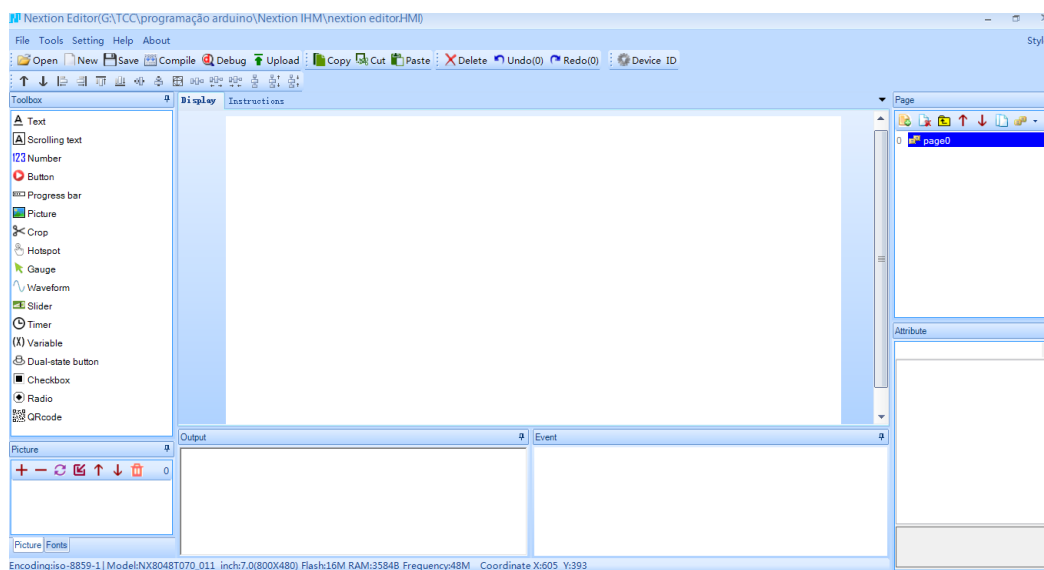 Nextion Editor(G:\TCC\programação arduino\Nextion IHM\nextion editor.HMI)
File Tools Setting Help About
Styl
Open New Save Compile Debug Upload Copy Cut Paste Delete Undo(0) Redo(0) Device ID
Toolbox
Display Instructions
Page
A Text
0 page0
A Scrolling text
123 Number
Button
Progress bar
Picture
Crop
Hotspot
Gauge
Waveform
Slider
Timer
Attribute
(X) Variable
Dual-state button
Checkbox
Radio
QRcode
Output
Event
Picture
0
Picture Fonts
Encoding:iso-8859-1| Model:NX8048T070_011 inch:7.0(800X480) Flash:16M RAM:3584B Frequency:48M Coordinate X:605 Y:393